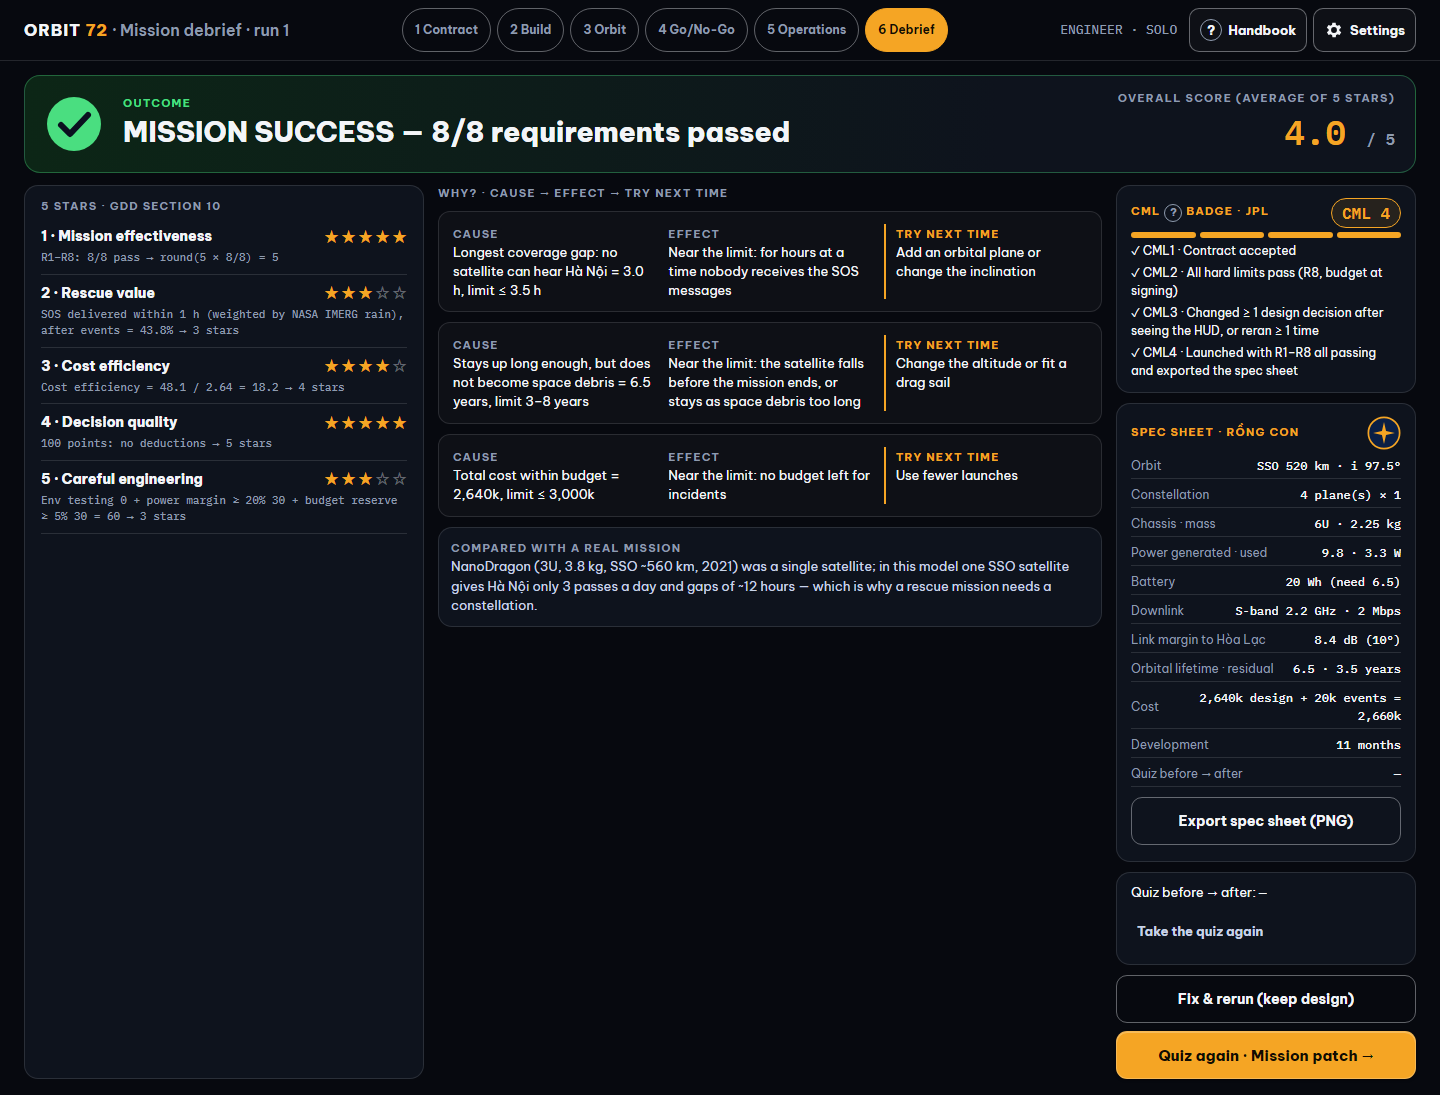 ORBIT 72 · Mission debrief · run 1
1 Contract
2 Build
3 Orbit
4 Go/No-Go
5 Operations
6 Debrief
ENGINEER · SOLO
? Handbook
Settings
OUTCOME
MISSION SUCCESS — 8/8 requirements passed
OVERALL SCORE (AVERAGE OF 5 STARS)
4.0 / 5
5 STARS · GDD SECTION 10
1 · Mission effectiveness ★★★★★
R1–R8: 8/8 pass → round(5 × 8/8) = 5
2 · Rescue value ★★★☆☆
SOS delivered within 1 h (weighted by NASA IMERG rain),
after events = 43.8% → 3 stars
3 · Cost efficiency ★★★★☆
Cost efficiency = 48.1 / 2.64 = 18.2 → 4 stars
4 · Decision quality ★★★★★
100 points: no deductions → 5 stars
5 · Careful engineering ★★★☆☆
Env testing 0 + power margin ≥ 20% 30 + budget reserve
≥ 5% 30 = 60 → 3 stars
WHY? · CAUSE → EFFECT → TRY NEXT TIME
CAUSE
Longest coverage gap: no
satellite can hear Hà Nội = 3.0
h, limit ≤ 3.5 h
EFFECT
Near the limit: for hours at a
time nobody receives the SOS
messages
TRY NEXT TIME
Add an orbital plane or
change the inclination
CAUSE
Stays up long enough, but does
not become space debris = 6.5
years, limit 3–8 years
EFFECT
Near the limit: the satellite falls
before the mission ends, or
stays as space debris too long
TRY NEXT TIME
Change the altitude or fit a
drag sail
CAUSE
Total cost within budget =
2,640k, limit ≤ 3,000k
EFFECT
Near the limit: no budget left for
incidents
TRY NEXT TIME
Use fewer launches
COMPARED WITH A REAL MISSION
NanoDragon (3U, 3.8 kg, SSO ~560 km, 2021) was a single satellite; in this model one SSO satellite
gives Hà Nội only 3 passes a day and gaps of ~12 hours — which is why a rescue mission needs a
constellation.
CML ? BADGE · JPL
CML 4
✓ CML1 · Contract accepted
✓ CML2 · All hard limits pass (R8, budget at
signing)
✓ CML3 · Changed ≥ 1 design decision after
seeing the HUD, or reran ≥ 1 time
✓ CML4 · Launched with R1–R8 all passing
and exported the spec sheet
SPEC SHEET · RỒNG CON
Orbit SSO 520 km · i 97.5°
Constellation 4 plane(s) × 1
Chassis · mass 6U · 2.25 kg
Power generated · used 9.8 · 3.3 W
Battery 20 Wh (need 6.5)
Downlink S-band 2.2 GHz · 2 Mbps
Link margin to Hòa Lạc 8.4 dB (10°)
Orbital lifetime · residual 6.5 · 3.5 years
Cost 2,640k design + 20k events =
2,660k
Development 11 months
Quiz before → after —
Export spec sheet (PNG)
Quiz before → after: —
Take the quiz again
Fix & rerun (keep design)
Quiz again · Mission patch →